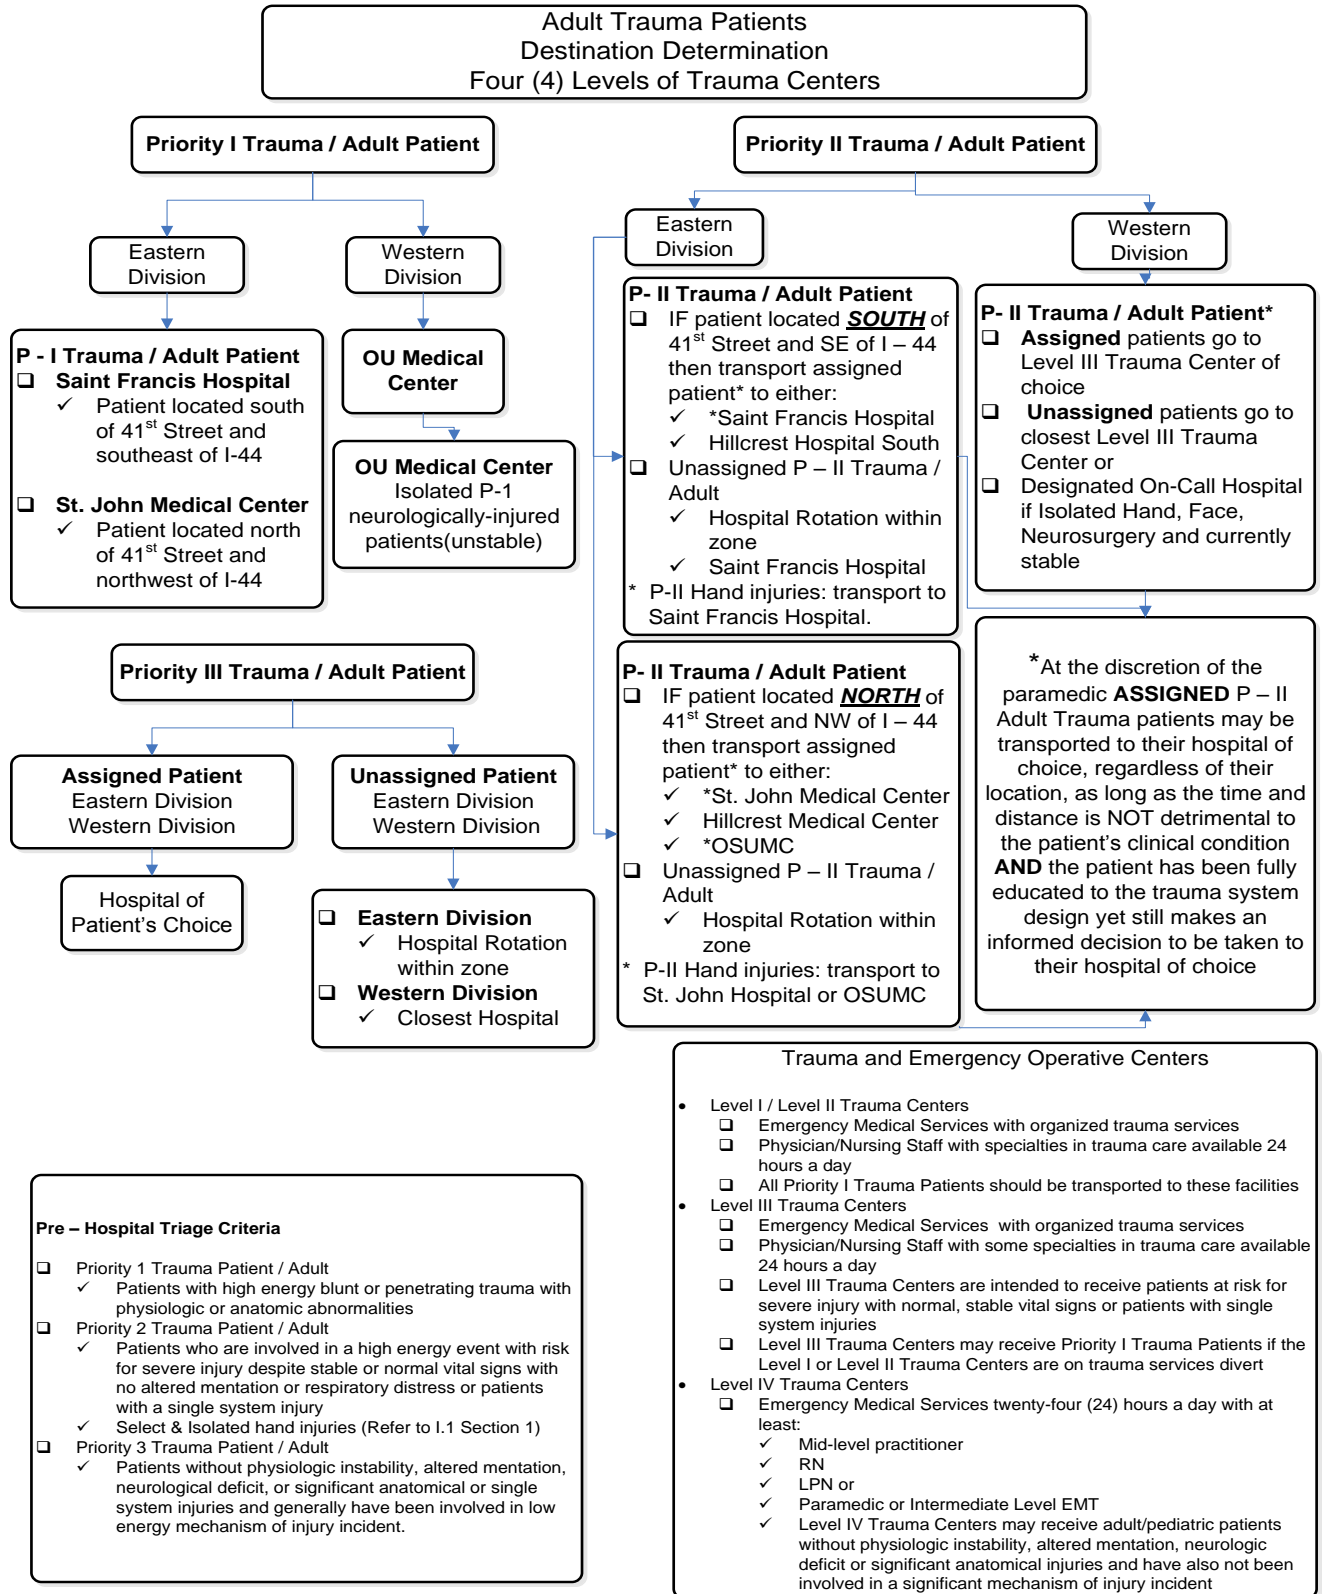 Adult Trauma Patients
Destination Determination
Four (4) Levels of Trauma Centers
Priority I Trauma / Adult Patient
Eastern
Division
Western
Division
P - I Trauma / Adult Patient
❑ Saint Francis Hospital
✓ Patient located south
of 41st Street and
southeast of I-44
❑ St. John Medical Center
✓ Patient located north
of 41st Street and
northwest of I-44
OU Medical
Center
OU Medical Center
Isolated P-1
neurologically-injured
patients(unstable)
Priority II Trauma / Adult Patient
Eastern
Division
Western
Division
P- II Trauma / Adult Patient
❑ IF patient located SOUTH of
41st Street and SE of I – 44
then transport assigned
patient* to either:
✓ *Saint Francis Hospital
✓ Hillcrest Hospital South
❑ Unassigned P – II Trauma /
Adult
✓ Hospital Rotation within
zone
✓ Saint Francis Hospital
* P-II Hand injuries: transport to
Saint Francis Hospital.
P- II Trauma / Adult Patient*
❑ Assigned patients go to
Level III Trauma Center of
choice
❑ Unassigned patients go to
closest Level III Trauma
Center or
❑ Designated On-Call Hospital
if Isolated Hand, Face,
Neurosurgery and currently
stable
P- II Trauma / Adult Patient
❑ IF patient located NORTH of
41st Street and NW of I – 44
then transport assigned
patient* to either:
✓ *St. John Medical Center
✓ Hillcrest Medical Center
✓ *OSUMC
❑ Unassigned P – II Trauma /
Adult
✓ Hospital Rotation within
zone
* P-II Hand injuries: transport to
St. John Hospital or OSUMC
*At the discretion of the
paramedic ASSIGNED P – II
Adult Trauma patients may be
transported to their hospital of
choice, regardless of their
location, as long as the time and
distance is NOT detrimental to
the patient's clinical condition
AND the patient has been fully
educated to the trauma system
design yet still makes an
informed decision to be taken to
their hospital of choice
Priority III Trauma / Adult Patient
Assigned Patient
Eastern Division
Western Division
Unassigned Patient
Eastern Division
Western Division
Hospital of
Patient's Choice
❑ Eastern Division
✓ Hospital Rotation
within zone
❑ Western Division
✓ Closest Hospital
Pre – Hospital Triage Criteria
❑ Priority 1 Trauma Patient / Adult
✓ Patients with high energy blunt or penetrating trauma with
physiologic or anatomic abnormalities
❑ Priority 2 Trauma Patient / Adult
✓ Patients who are involved in a high energy event with risk
for severe injury despite stable or normal vital signs with
no altered mentation or respiratory distress or patients
with a single system injury
✓ Select & Isolated hand injuries (Refer to I.1 Section 1)
❑ Priority 3 Trauma Patient / Adult
✓ Patients without physiologic instability, altered mentation,
neurological deficit, or significant anatomical or single
system injuries and generally have been involved in low
energy mechanism of injury incident.
Trauma and Emergency Operative Centers
• Level I / Level II Trauma Centers
❑ Emergency Medical Services with organized trauma services
❑ Physician/Nursing Staff with specialties in trauma care available 24
hours a day
❑ All Priority I Trauma Patients should be transported to these facilities
• Level III Trauma Centers
❑ Emergency Medical Services with organized trauma services
❑ Physician/Nursing Staff with some specialties in trauma care available
24 hours a day
❑ Level III Trauma Centers are intended to receive patients at risk for
severe injury with normal, stable vital signs or patients with single
system injuries
❑ Level III Trauma Centers may receive Priority I Trauma Patients if the
Level I or Level II Trauma Centers are on trauma services divert
• Level IV Trauma Centers
❑ Emergency Medical Services twenty-four (24) hours a day with at
least:
✓ Mid-level practitioner
✓ RN
✓ LPN or
✓ Paramedic or Intermediate Level EMT
✓ Level IV Trauma Centers may receive adult/pediatric patients
without physiologic instability, altered mentation, neurologic
deficit or significant anatomical injuries and have also not been
involved in a significant mechanism of injury incident